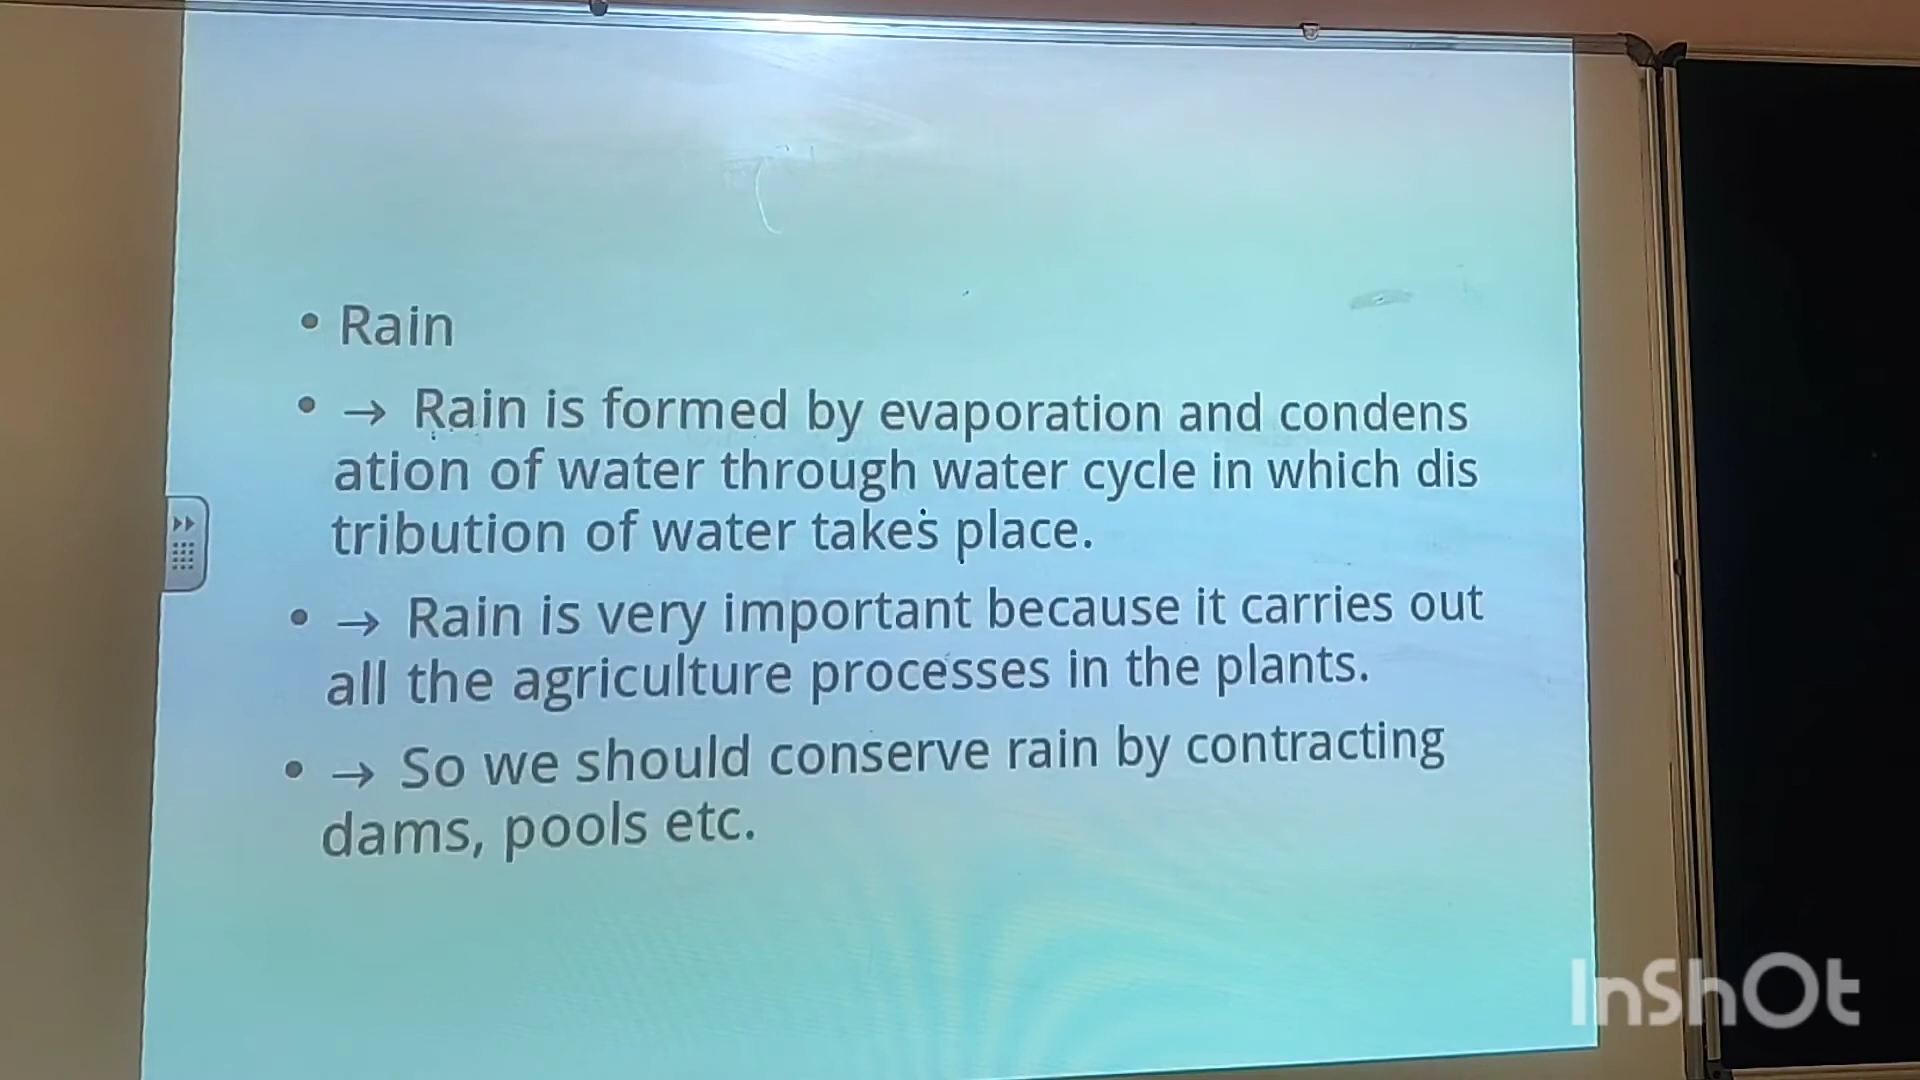 • Rain
• → Rain is formed by evaporation and condens
ation of water through water cycle in which dis
tribution of water takes place.
• → Rain is very important because it carries out
all the agriculture processes in the plants.
• → So we should conserve rain by contracting
dams, pools etc.
InShOt